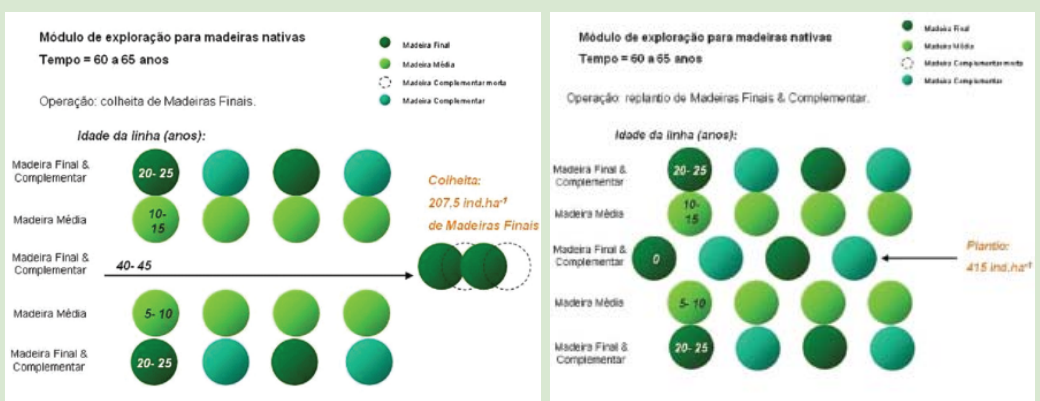 Módulo de exploração para madeiras nativas
Tempo = 60 a 65 anos
Madeira Final
Madeira Média
Madeira Complementar morta
Madeira Complementar
Operação: colheita de Madeiras Finais.
Idade da linha (anos):
Madeira Final &
Complementar
20- 25
Madeira Média
10-
15
Colheita:
207.5 ind.ha-¹
de Madeiras Finais
Madeira Final &
Complementar
40- 45
Madeira Média
5- 10
Madeira Final &
Complementar
20- 25
Módulo de exploração para madeiras nativas
Tempo = 60 a 65 anos
Madeira Final
Madeira Média
Madeira Complementar morta
Madeira Complementar
Operação: replantio de Madeiras Finais & Complementar.
Idade da linha (anos):
Madeira Final &
Complementar
20- 25
Madeira Média
10-
15
Madeira Final &
Complementar
0
Plantio:
415 ind.ha-¹
Madeira Média
5- 10
Madeira Final &
Complementar
20- 25